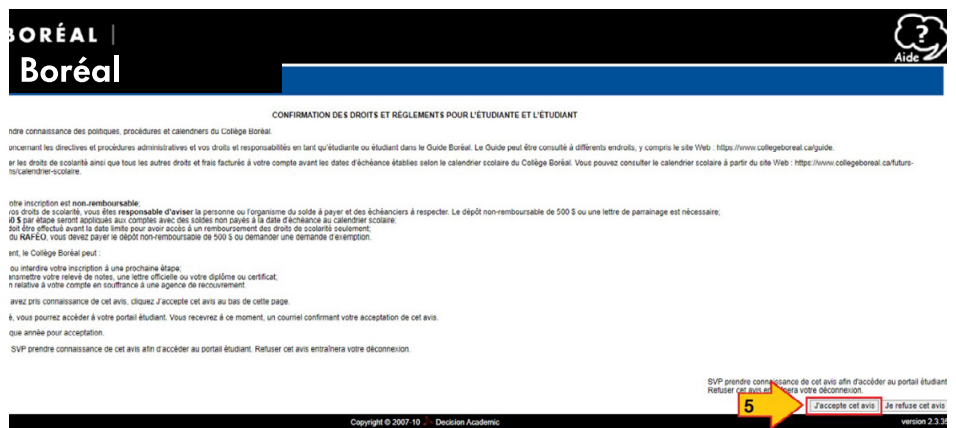 BORÉAL
Aide
Boréal
CONFIRMATION DES DROITS ET RÈGLEMENTS POUR L'ÉTUDIANTE ET L'ÉTUDIANT
ndre connaissance des politiques, procédures et calendriers du Collège Boréal.
oncernant les directives et procédures administratives et vos droits et responsabilités en tant qu'étudiante ou étudiant dans le Guide Boréal. Le Guide peut être consulté à différents endroits, y compris le site Web : https://www.collegeboreal.ca/guide.
er les droits de scolarité ainsi que tous les autres droits et frais facturés à votre compte avant les dates d'échéance établies selon le calendrier scolaire du Collège Boréal. Vous pouvez consulter le calendrier scolaire à partir du site Web : https://www.collegeboreal.ca/futurs-
ns/calendrier-scolaire.
otre inscription est non-remboursable;
vos droits de scolarité, vous êtes responsable d'aviser la personne ou l'organisme du solde à payer et des échéanciers à respecter. Le dépôt non-remboursable de 500 $ ou une lettre de parrainage est nécessaire;
50 $ par étape seront appliqués aux comptes avec des soldes non payés à la date d'échéance au calendrier scolaire;
doit être effectué avant la date limite pour avoir accès à un remboursement des droits de scolarité seulement;
du RAFÉO, vous devez payer le dépôt non-remboursable de 500 $ ou demander une demande d'exemption.
ent, le Collège Boréal peut :
ou interdire votre inscription à une prochaine étape;
ansmettre votre relevé de notes, une lettre officielle ou votre diplôme ou certificat;
n relative à votre compte en souffrance à une agence de recouvrement.
avez pris connaissance de cet avis, cliquez J'accepte cet avis au bas de cette page.
é, vous pourrez accéder à votre portail étudiant. Vous recevrez à ce moment, un courriel confirmant votre acceptation de cet avis.
que année pour acceptation.
SVP prendre connaissance de cet avis afin d'accéder au portail étudiant. Refuser cet avis entraînera votre déconnexion.
SVP prendre connaissance de cet avis afin d'accéder au portail étudiant
Refuser cet avis entraînera votre déconnexion.
5 J'accepte cet avis Je refuse cet avis
Copyright © 2007-10 Decision Academic version 2.3.35